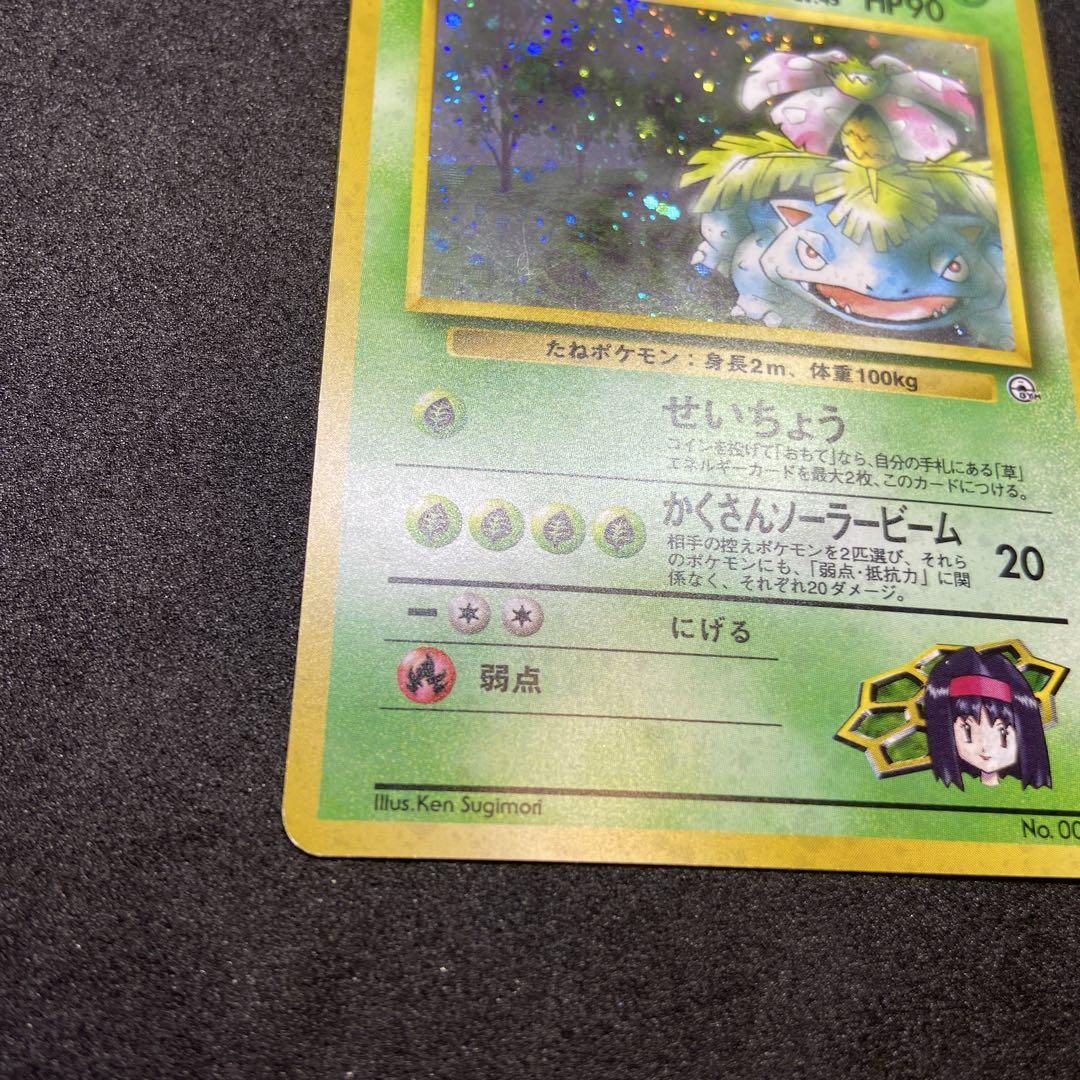 HP90
たねポケモン：身長2m、体重100kg
GYM
せいちょう
コインを投げて「おもて」なら、自分の手札にある「草」
エネルギーカードを最大2枚、このカードにつける。
かくさんソーラービーム
20
相手の控えポケモンを2匹選び、それら
のポケモンにも、「弱点・抵抗力」に関
係なく、それぞれ20ダメージ。
にげる
弱点
Illus.Ken Sugimori
No. 00